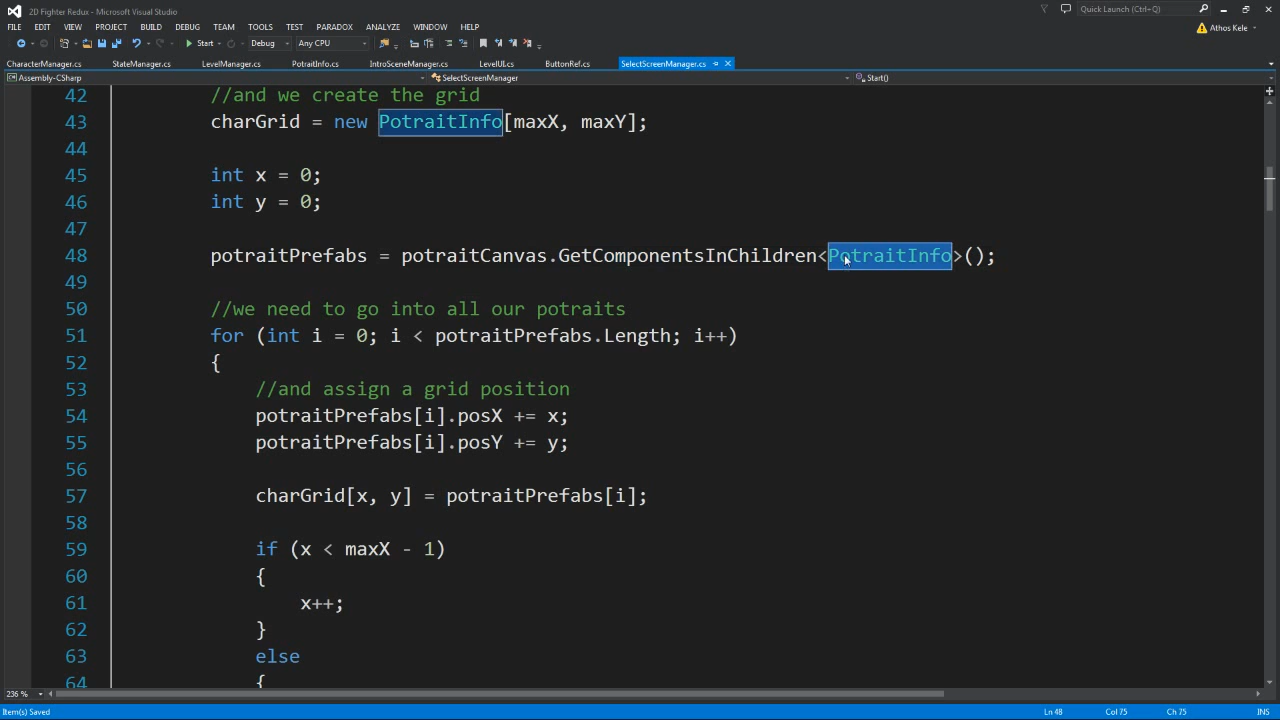 2D Fighter Redux - Microsoft Visual Studio
Quick Launch (Ctrl+Q)
FILE EDIT VIEW PROJECT BUILD DEBUG TEAM TOOLS TEST PARADOX ANALYZE WINDOW HELP
Athos Kele
Start Debug Any CPU
CharacterManager.cs StateManager.cs LevelManager.cs PotraitInfo.cs IntroSceneManager.cs LevelUI.cs ButtonRef.cs SelectScreenManager.cs
Assembly-CSharp SelectScreenManager Start()
42 //and we create the grid
43 charGrid = new PotraitInfo[maxX, maxY];
44
45 int x = 0;
46 int y = 0;
47
48 potraitPrefabs = potraitCanvas.GetComponentsInChildren<PotraitInfo>();
49
50 //we need to go into all our potraits
51 for (int i = 0; i < potraitPrefabs.Length; i++)
52 {
53 //and assign a grid position
54 potraitPrefabs[i].posX += x;
55 potraitPrefabs[i].posY += y;
56
57 charGrid[x, y] = potraitPrefabs[i];
58
59 if (x < maxX - 1)
60 {
61 x++;
62 }
63 else
64 {
236 %
Item(s) Saved Ln 48 Col 75 Ch 75 INS